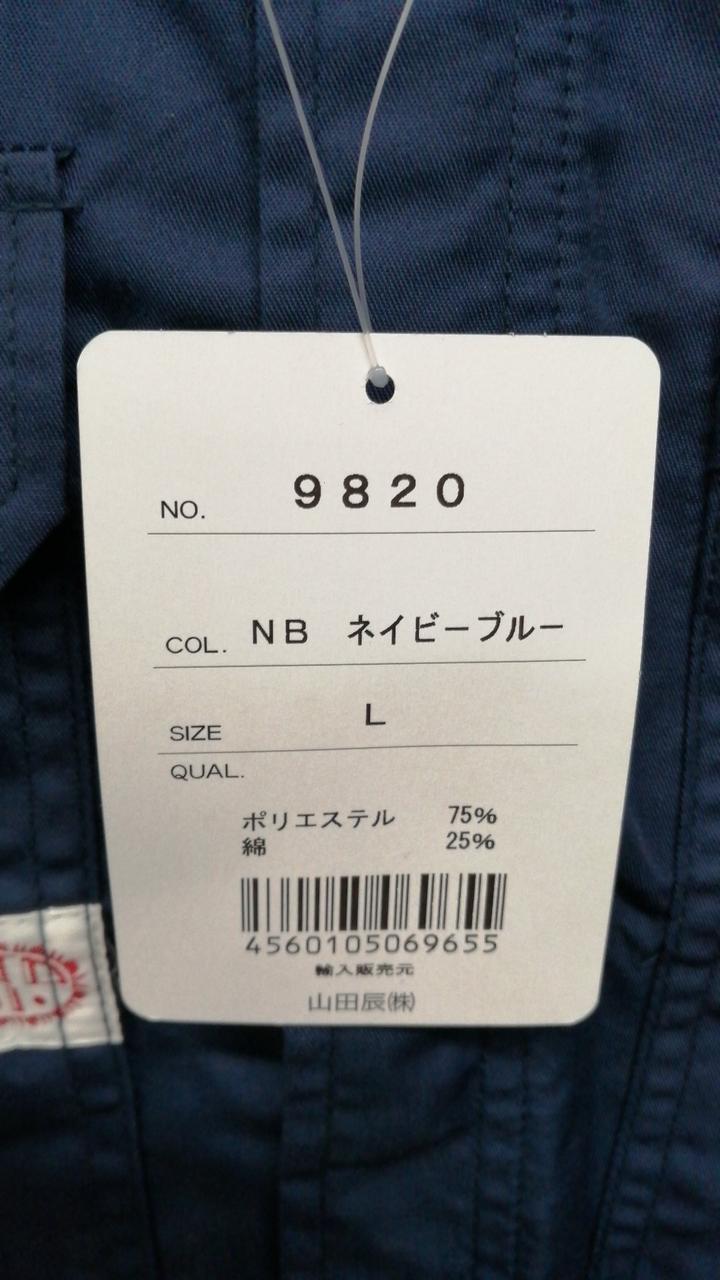 NO. 9820
COL. NB ネイビーブルー
SIZE L
QUAL.
ポリエステル 75%
綿 25%
4560105069655
輸入販売元
山田辰㈱